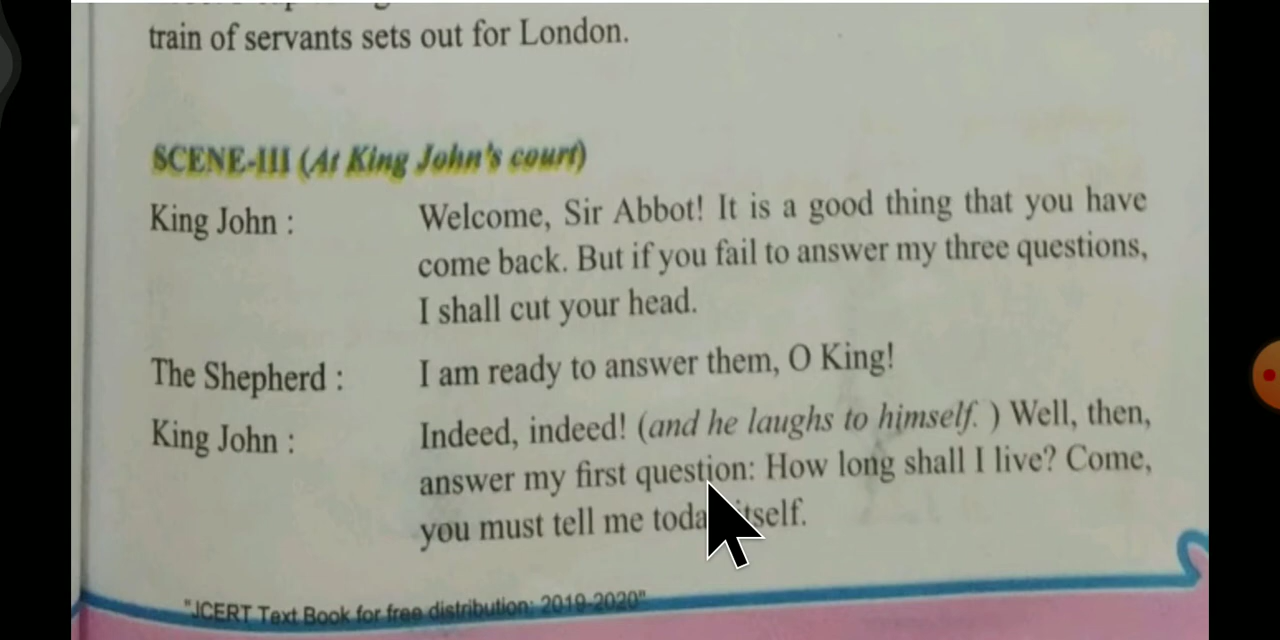 train of servants sets out for London.
SCENE-III (At King John's court)
King John : Welcome, Sir Abbot! It is a good thing that you have
come back. But if you fail to answer my three questions,
I shall cut your head.
The Shepherd : I am ready to answer them, O King!
King John : Indeed, indeed! (and he laughs to himself. ) Well, then,
answer my first question: How long shall I live? Come,
you must tell me today itself.
"JCERT Text Book for free distribution: 2019-2020"